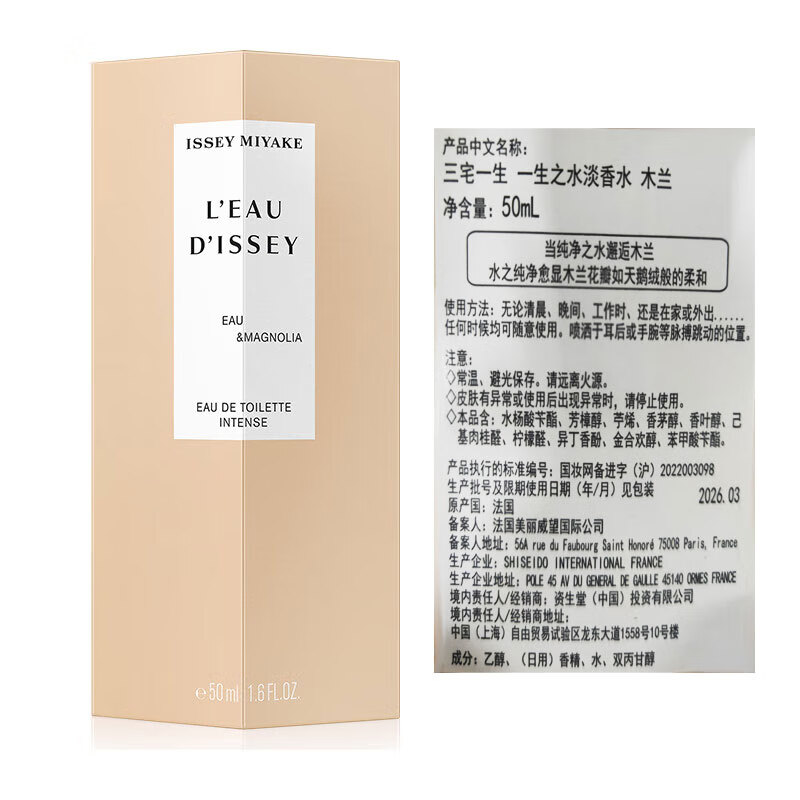 ISSEY MIYAKE
L'EAU
D'ISSEY
EAU
&MAGNOLIA
EAU DE TOILETTE
INTENSE
℮50 ml 1.6 FL.OZ.
产品中文名称：
三宅一生 一生之水淡香水 木兰
净含量：50mL
当纯净之水邂逅木兰
水之纯净愈显木兰花瓣如天鹅绒般的柔和
使用方法：无论清晨、晚间、工作时、还是在家或外出......
任何时候均可随意使用。喷洒于耳后或手腕等脉搏跳动的位置。
注意：
◇常温、避光保存。请远离火源。
◇皮肤有异常或使用后出现异常时，请停止使用。
◇本品含：水杨酸苄酯、芳樟醇、苧烯、香茅醇、香叶醇、己
基肉桂醛、柠檬醛、异丁香酚、金合欢醇、苯甲酸苄酯。
产品执行的标准编号：国妆网备进字（沪）2022003098
生产批号及限期使用日期（年/月）见包装
2026.03
原产国：法国
备案人：法国美丽威望国际公司
备案人地址：56A rue du Faubourg Saint Honoré 75008 Paris, France
生产企业：SHISEIDO INTERNATIONAL FRANCE
生产企业地址：POLE 45 AV DU GENERAL DE GAULLE 45140 ORMES FRANCE
境内责任人/经销商：资生堂（中国）投资有限公司
境内责任人/经销商地址：
中国（上海）自由贸易试验区龙东大道1558号10号楼
成分：乙醇、（日用）香精、水、双丙甘醇